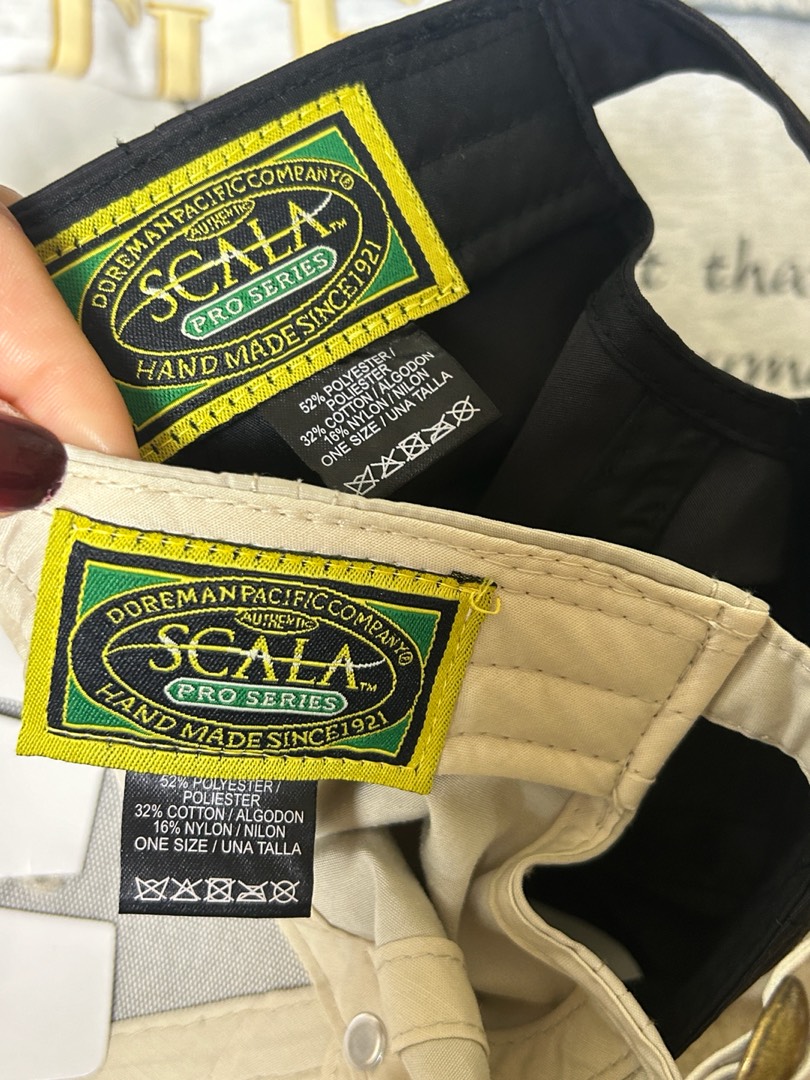 DOREMAN PACIFIC COMPANY®
AUTHENTIC
SCALA™
PRO SERIES
HAND MADE SINCE 1921
52% POLYESTER/
POLIESTER
32% COTTON/ALGODON
16% NYLON/NILON
ONE SIZE / UNA TALLA
t tha
DOREMAN PACIFIC COMPANY®
AUTHENTIC
SCALA™
PRO SERIES
HAND MADE SINCE 1921
52% POLYESTER /
POLIESTER
32% COTTON / ALGODON
16% NYLON / NILON
ONE SIZE / UNA TALLA